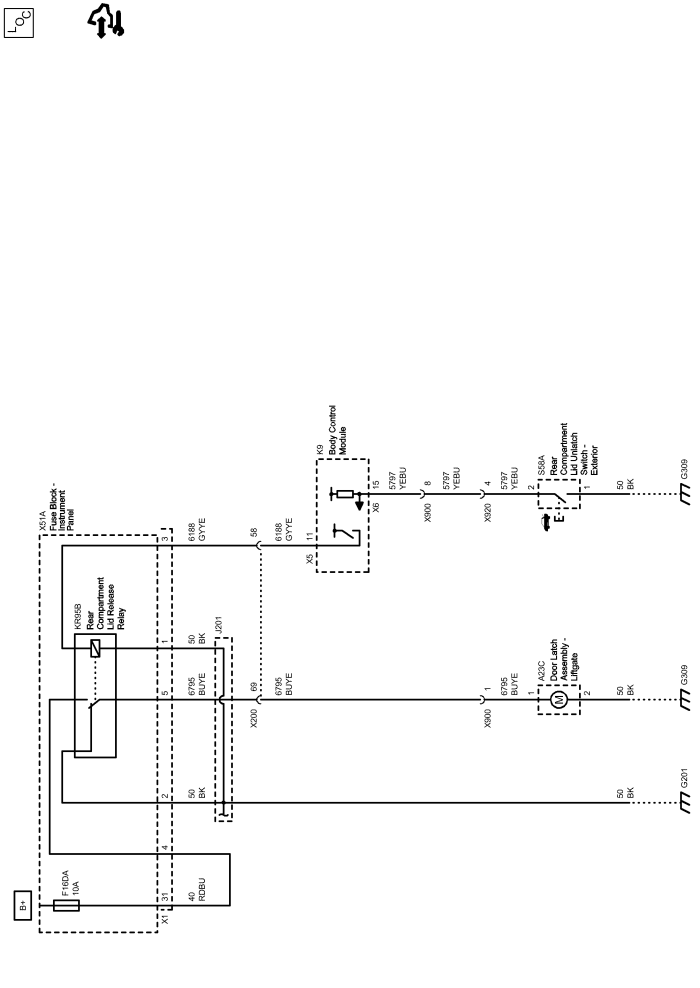 LOC
B+
F16DA
10A
X51A
Fuse Block -
Instrument
Panel
KR95B
Rear
Compartment
Lid Release
Relay
X1
31
4
2
5
1
3
40
RDBU
50
BK
6795
BUYE
50
BK
6188
GYYE
J201
X200
69
58
6795
BUYE
6188
GYYE
X5
11
K9
Body Control
Module
X6
15
5797
YEBU
X900
8
5797
YEBU
X900
1
X920
4
6795
BUYE
5797
YEBU
1
A23C
Door Latch
Assembly -
Liftgate
M
2
2
S58A
Rear
Compartment
Lid Unlatch
Switch -
Exterior
E
1
50
BK
50
BK
50
BK
G201
G309
G309